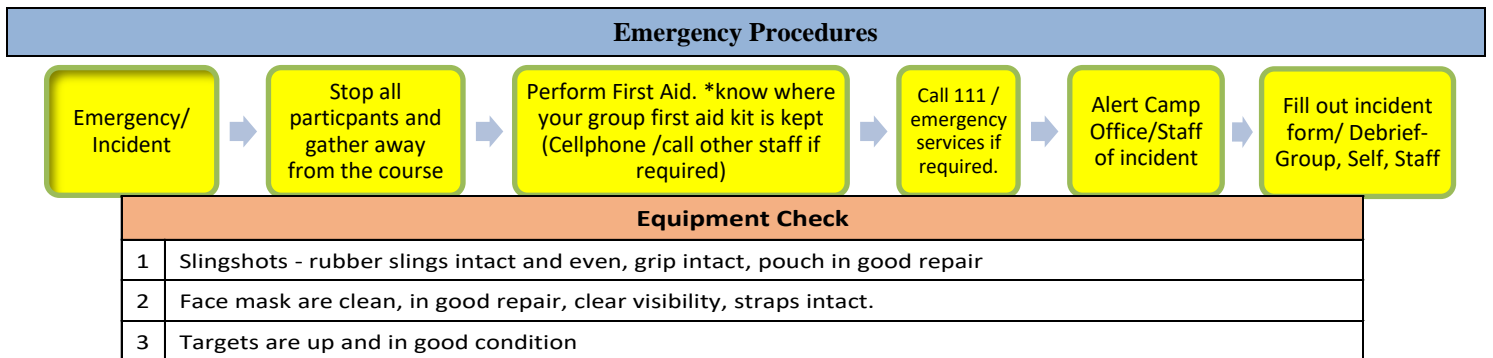 Emergency Procedures
Emergency/
Incident
Stop all
particpants and
gather away
from the course
Perform First Aid. *know where
your group first aid kit is kept
(Cellphone /call other staff if
required)
Call 111 /
emergency
services if
required.
Alert Camp
Office/Staff
of incident
Fill out incident
form/ Debrief-
Group, Self, Staff
Equipment Check
1 Slingshots - rubber slings intact and even, grip intact, pouch in good repair
2 Face mask are clean, in good repair, clear visibility, straps intact.
3 Targets are up and in good condition